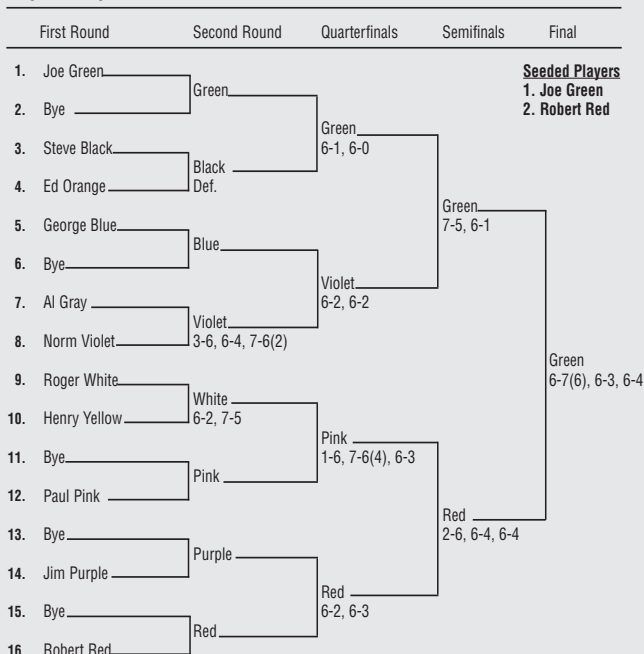 First Round Second Round Quarterfinals Semifinals Final
Seeded Players
1. Joe Green
2. Robert Red
1. Joe Green
2. Bye
3. Steve Black
4. Ed Orange
5. George Blue
6. Bye
7. Al Gray
8. Norm Violet
9. Roger White
10. Henry Yellow
11. Bye
12. Paul Pink
13. Bye
14. Jim Purple
15. Bye
16. Robert Red
Green
Black
Def.
Blue
Violet
3-6, 6-4, 7-6(2)
White
6-2, 7-5
Pink
Purple
Red
Green
6-1, 6-0
Violet
6-2, 6-2
Pink
1-6, 7-6(4), 6-3
Red
6-2, 6-3
Green
7-5, 6-1
Red
2-6, 6-4, 6-4
Green
6-7(6), 6-3, 6-4